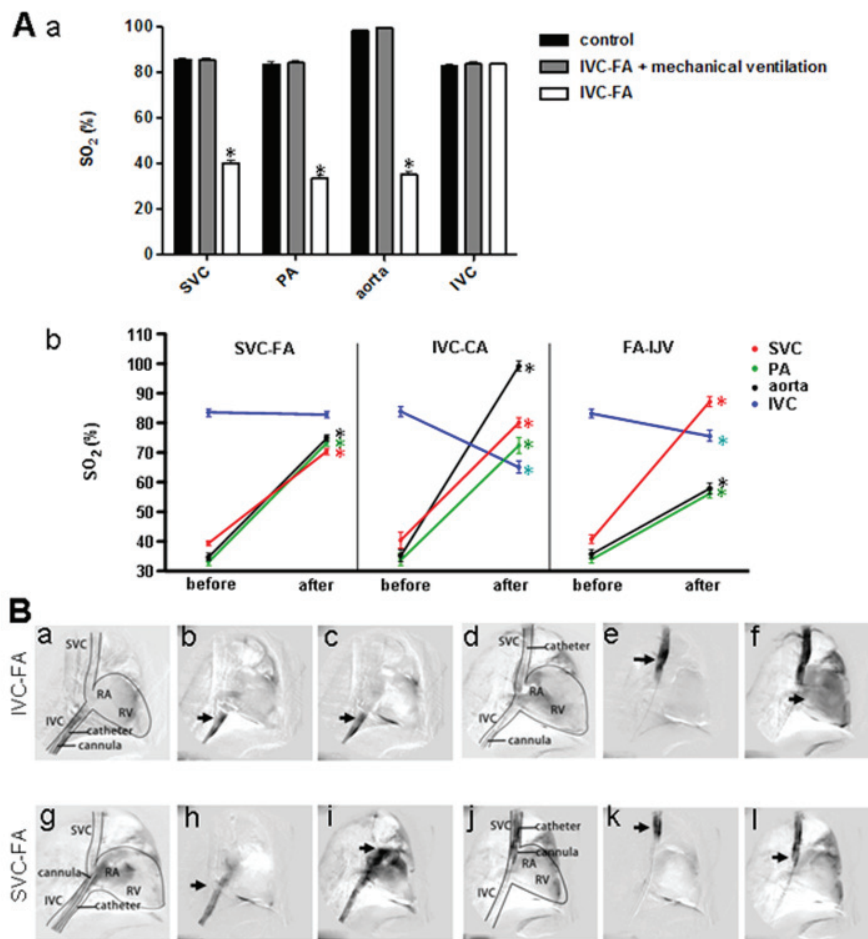 A a
100
80
60
40
20
0
SO2 (%)
* * *
SVC PA aorta IVC
control
IVC-FA + mechanical ventilation
IVC-FA
b
SVC-FA IVC-CA FA-IJV
110
100
90
80
70
60
50
40
30
SO2 (%)
* * * * * * * * * * *
before after before after before after
SVC
PA
aorta
IVC
B
IVC-FA
a SVC RA RV IVC catheter cannula
b
c
d SVC catheter RA RV IVC cannula
e
f
SVC-FA
g SVC cannula RA RV IVC catheter
h
i
j SVC catheter cannula RA RV IVC
k
l